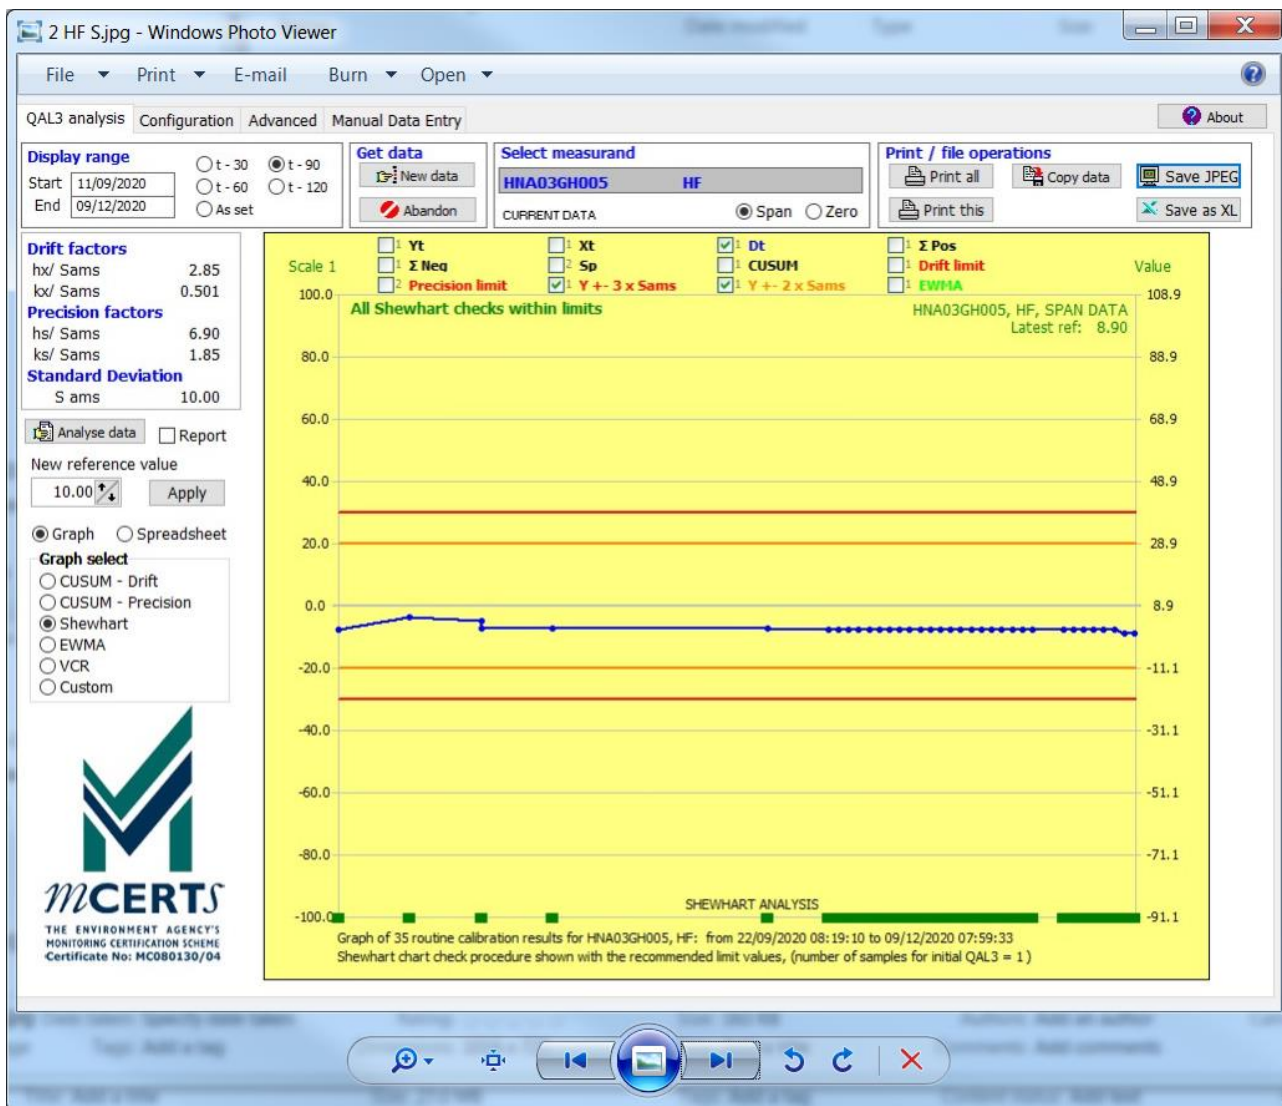 2 HF S.jpg - Windows Photo Viewer
File Print E-mail Burn Open
QAL3 analysis Configuration Advanced Manual Data Entry About
Display range
Start 11/09/2020
End 09/12/2020
t - 30 t - 90
t - 60 t - 120
As set
Get data
New data
Abandon
Select measurand
HNA03GH005 HF
CURRENT DATA Span Zero
Print / file operations
Print all Copy data Save JPEG
Print this Save as XL
Drift factors
hx/ Sams 2.85
kx/ Sams 0.501
Precision factors
hs/ Sams 6.90
ks/ Sams 1.85
Standard Deviation
S ams 10.00
Analyse data Report
New reference value
10.00 Apply
Graph Spreadsheet
Graph select
CUSUM - Drift
CUSUM - Precision
Shewhart
EWMA
VCR
Custom
mCERTS
THE ENVIRONMENT AGENCY'S
MONITORING CERTIFICATION SCHEME
Certificate No: MC080130/04
1 Yt 1 Xt 1 Dt 1 Σ Pos
Scale 1 1 Σ Neg 2 Sp 1 CUSUM 1 Drift limit Value
2 Precision limit 1 Y +- 3 x Sams 1 Y +- 2 x Sams 1 EWMA
100.0 108.9
All Shewhart checks within limits HNA03GH005, HF, SPAN DATA
Latest ref: 8.90
80.0 88.9
60.0 68.9
40.0 48.9
20.0 28.9
0.0 8.9
-20.0 -11.1
-40.0 -31.1
-60.0 -51.1
-80.0 -71.1
SHEWHART ANALYSIS
-100.0 -91.1
Graph of 35 routine calibration results for HNA03GH005, HF: from 22/09/2020 08:19:10 to 09/12/2020 07:59:33
Shewhart chart check procedure shown with the recommended limit values, (number of samples for initial QAL3 = 1 )